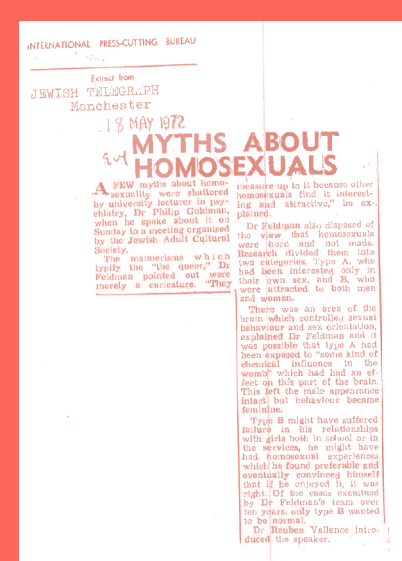 INTERNATIONAL PRESS-CUTTING BUREAU
Extract from
JEWISH TELEGRAPH
Manchester
18 MAY 1972
MYTHS ABOUT
HOMOSEXUALS
A FEW myths about homo-
sexuality were shattered
by university lecturer in psy-
chiatry, Dr Philip Goldman,
when he spoke about it on
Sunday to a meeting organised
by the Jewish Adult Cultural
Society.
The mannerisms which
typify the "the queer," Dr
Feldman pointed out were
merely a caricature. "They
measure up to it because other
homosexuals find it interest-
ing and attractive," he ex-
plained.
Dr Feldman also disposed of
the view that homosexuals
were born and not made.
Research divided them into
two categories. Type A, who
had been interested only in
their own sex, and B, who
were attracted to both men
and women.
There was an area of the
brain which controlled sexual
behaviour and sex orientation,
explained Dr Feldman and it
was possible that type A had
been exposed to "some kind of
chemical influence in the
womb" which had had an ef-
fect on this part of the brain.
This left the male appearance
intact but behaviour became
feminine.
Type B might have suffered
failure in his relationships
with girls both in school or in
the services, he might have
had homosexual experiences
which he found preferable and
eventually convinced himself
that if he enjoyed it, it was
right. Of the cases examined
by Dr Feldman's team over
ten years, only type B wanted
to be normal.
Dr Reuben Vallence intro-
duced the speaker.